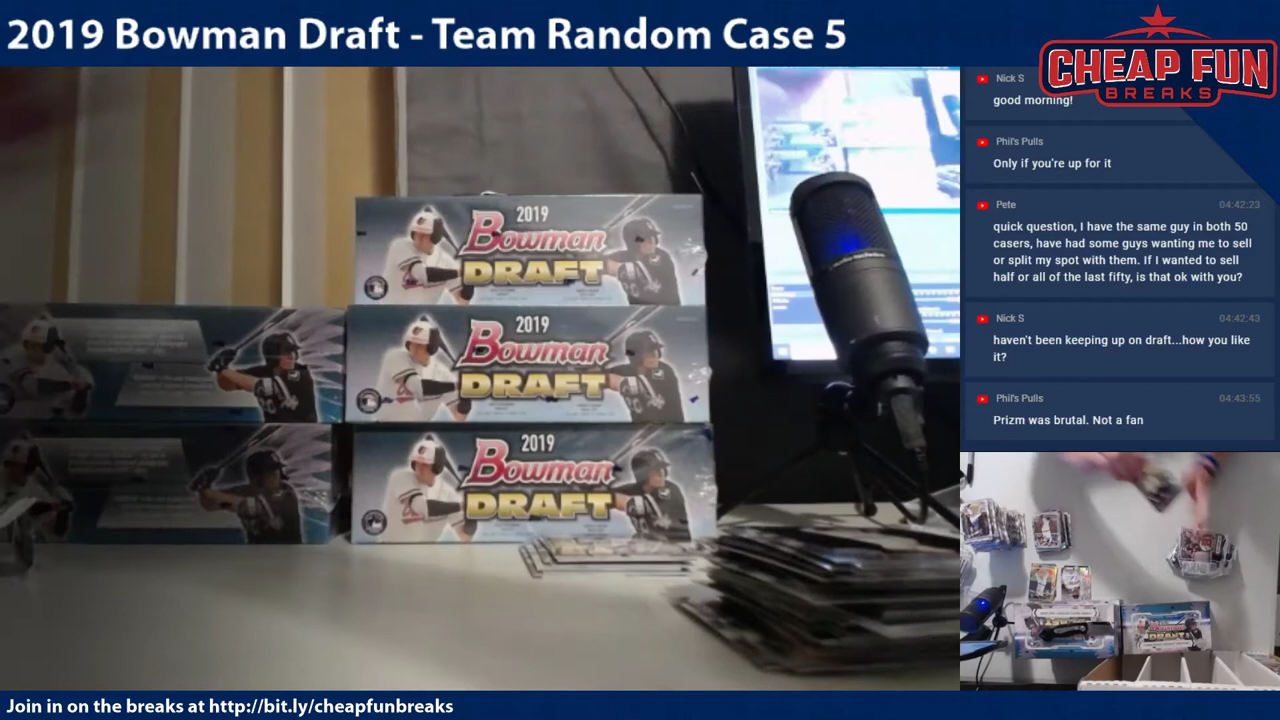 2019 Bowman Draft - Team Random Case 5
CHEAP FUN
BREAKS
Nick S
good morning!
Phil's Pulls
Only if you're up for it
Pete 04:42:23
quick question, I have the same guy in both 50
casers, have had some guys wanting me to sell
or split my spot with them. If I wanted to sell
half or all of the last fifty, is that ok with you?
Nick S 04:42:43
haven't been keeping up on draft...how you like
it?
Phil's Pulls 04:43:55
Prizm was brutal. Not a fan
2019
Bowman
DRAFT
2019
Bowman
DRAFT
2019
Bowman
DRAFT
DRAFT
Join in on the breaks at http://bit.ly/cheapfunbreaks